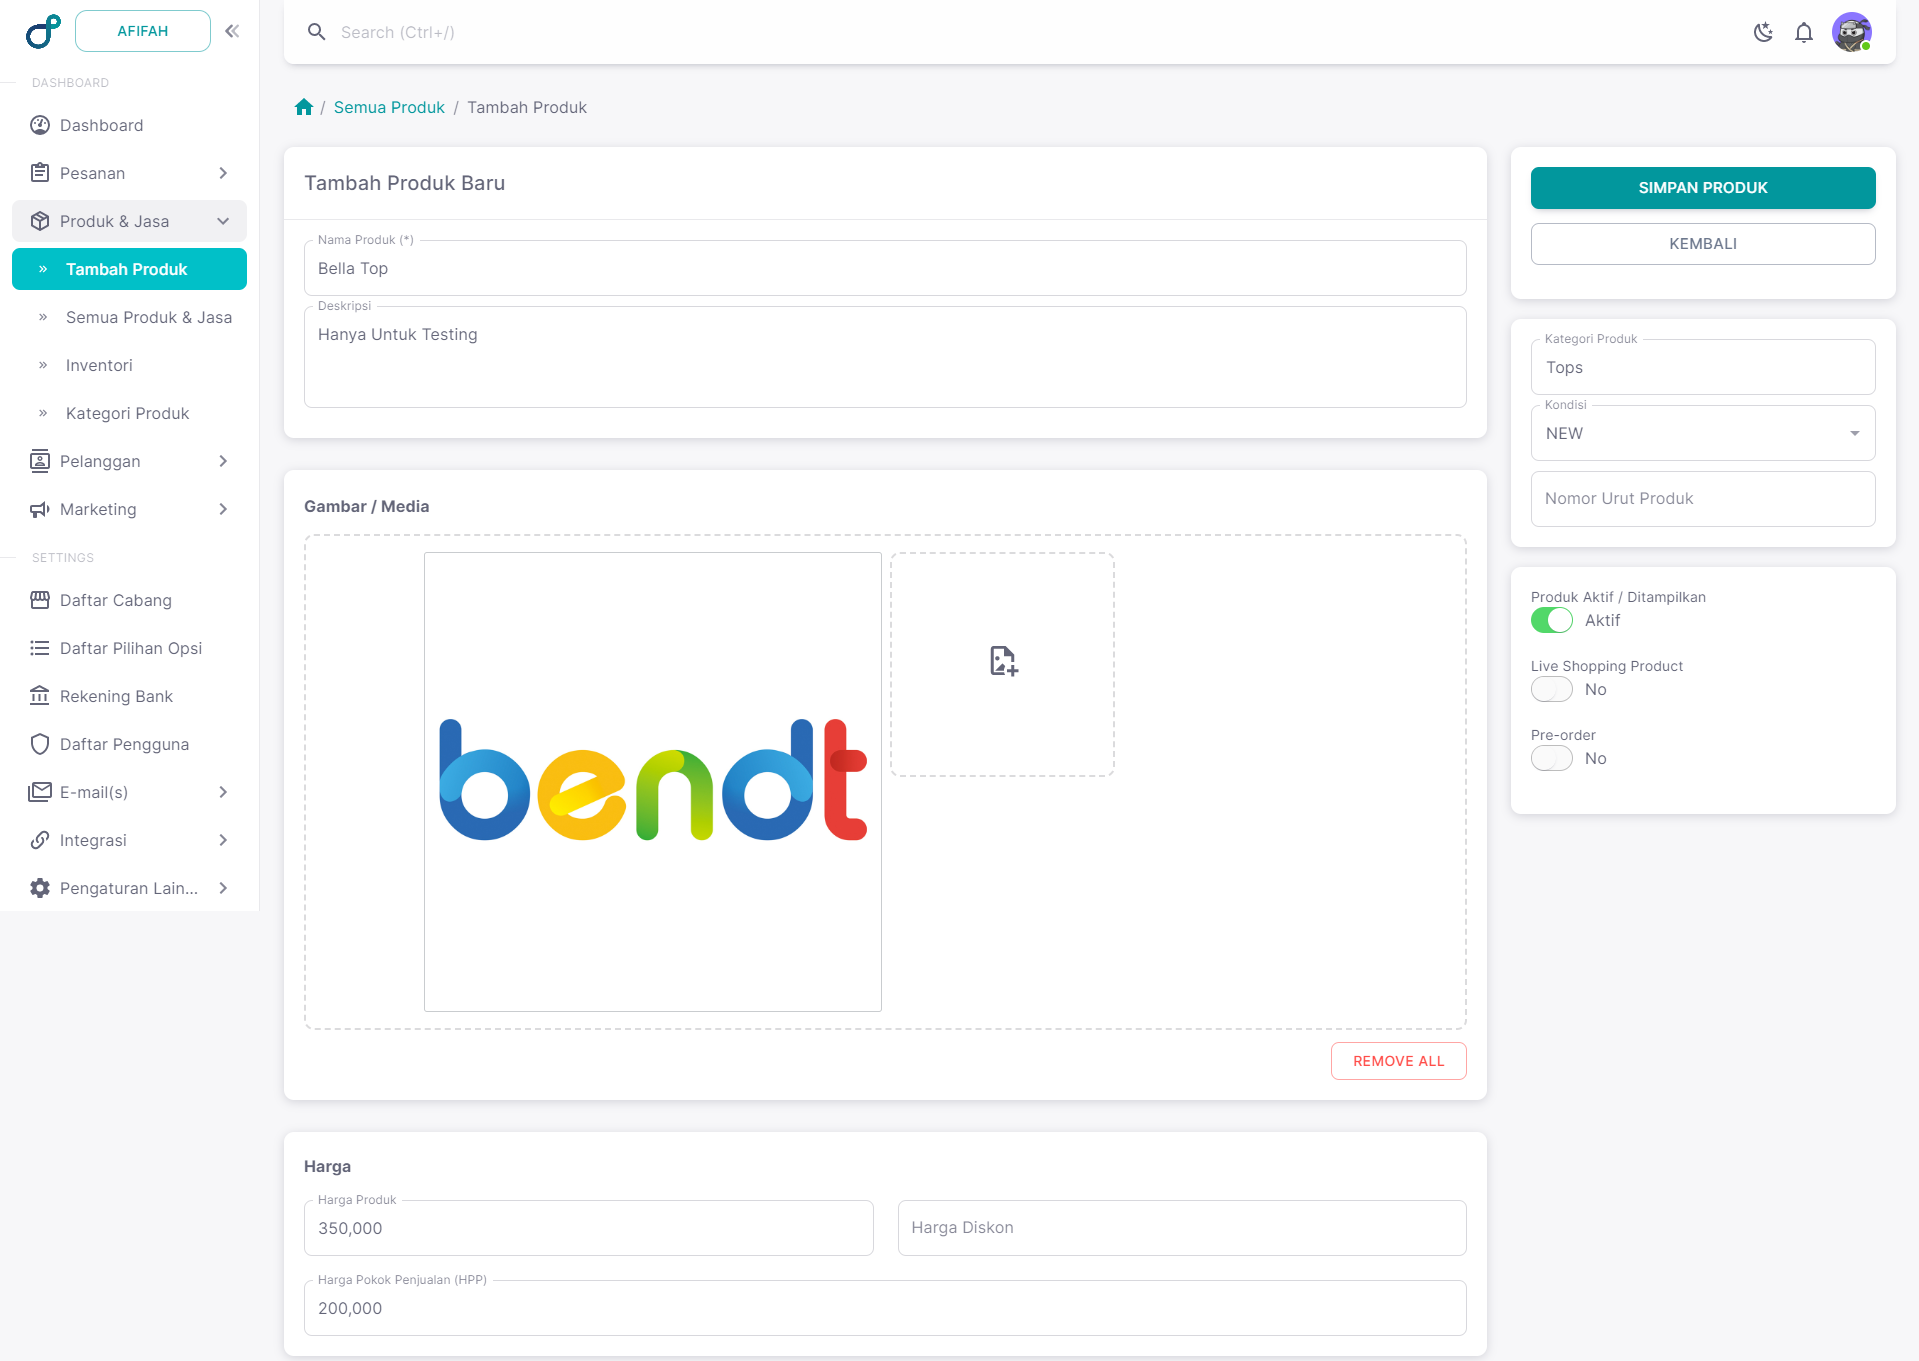 AFIFAH
Search (Ctrl+/)
DASHBOARD
Dashboard
Pesanan
Produk & Jasa
Tambah Produk
Semua Produk & Jasa
Inventori
Kategori Produk
Pelanggan
Marketing
SETTINGS
Daftar Cabang
Daftar Pilihan Opsi
Rekening Bank
Daftar Pengguna
E-mail(s)
Integrasi
Pengaturan Lain...
/ Semua Produk / Tambah Produk
Tambah Produk Baru
Nama Produk (*)
Bella Top
Deskripsi
Hanya Untuk Testing
Gambar / Media
bendt
REMOVE ALL
Harga
Harga Produk
350,000
Harga Diskon
Harga Pokok Penjualan (HPP)
200,000
SIMPAN PRODUK
KEMBALI
Kategori Produk
Tops
Kondisi
NEW
Nomor Urut Produk
Produk Aktif / Ditampilkan
Aktif
Live Shopping Product
No
Pre-order
No